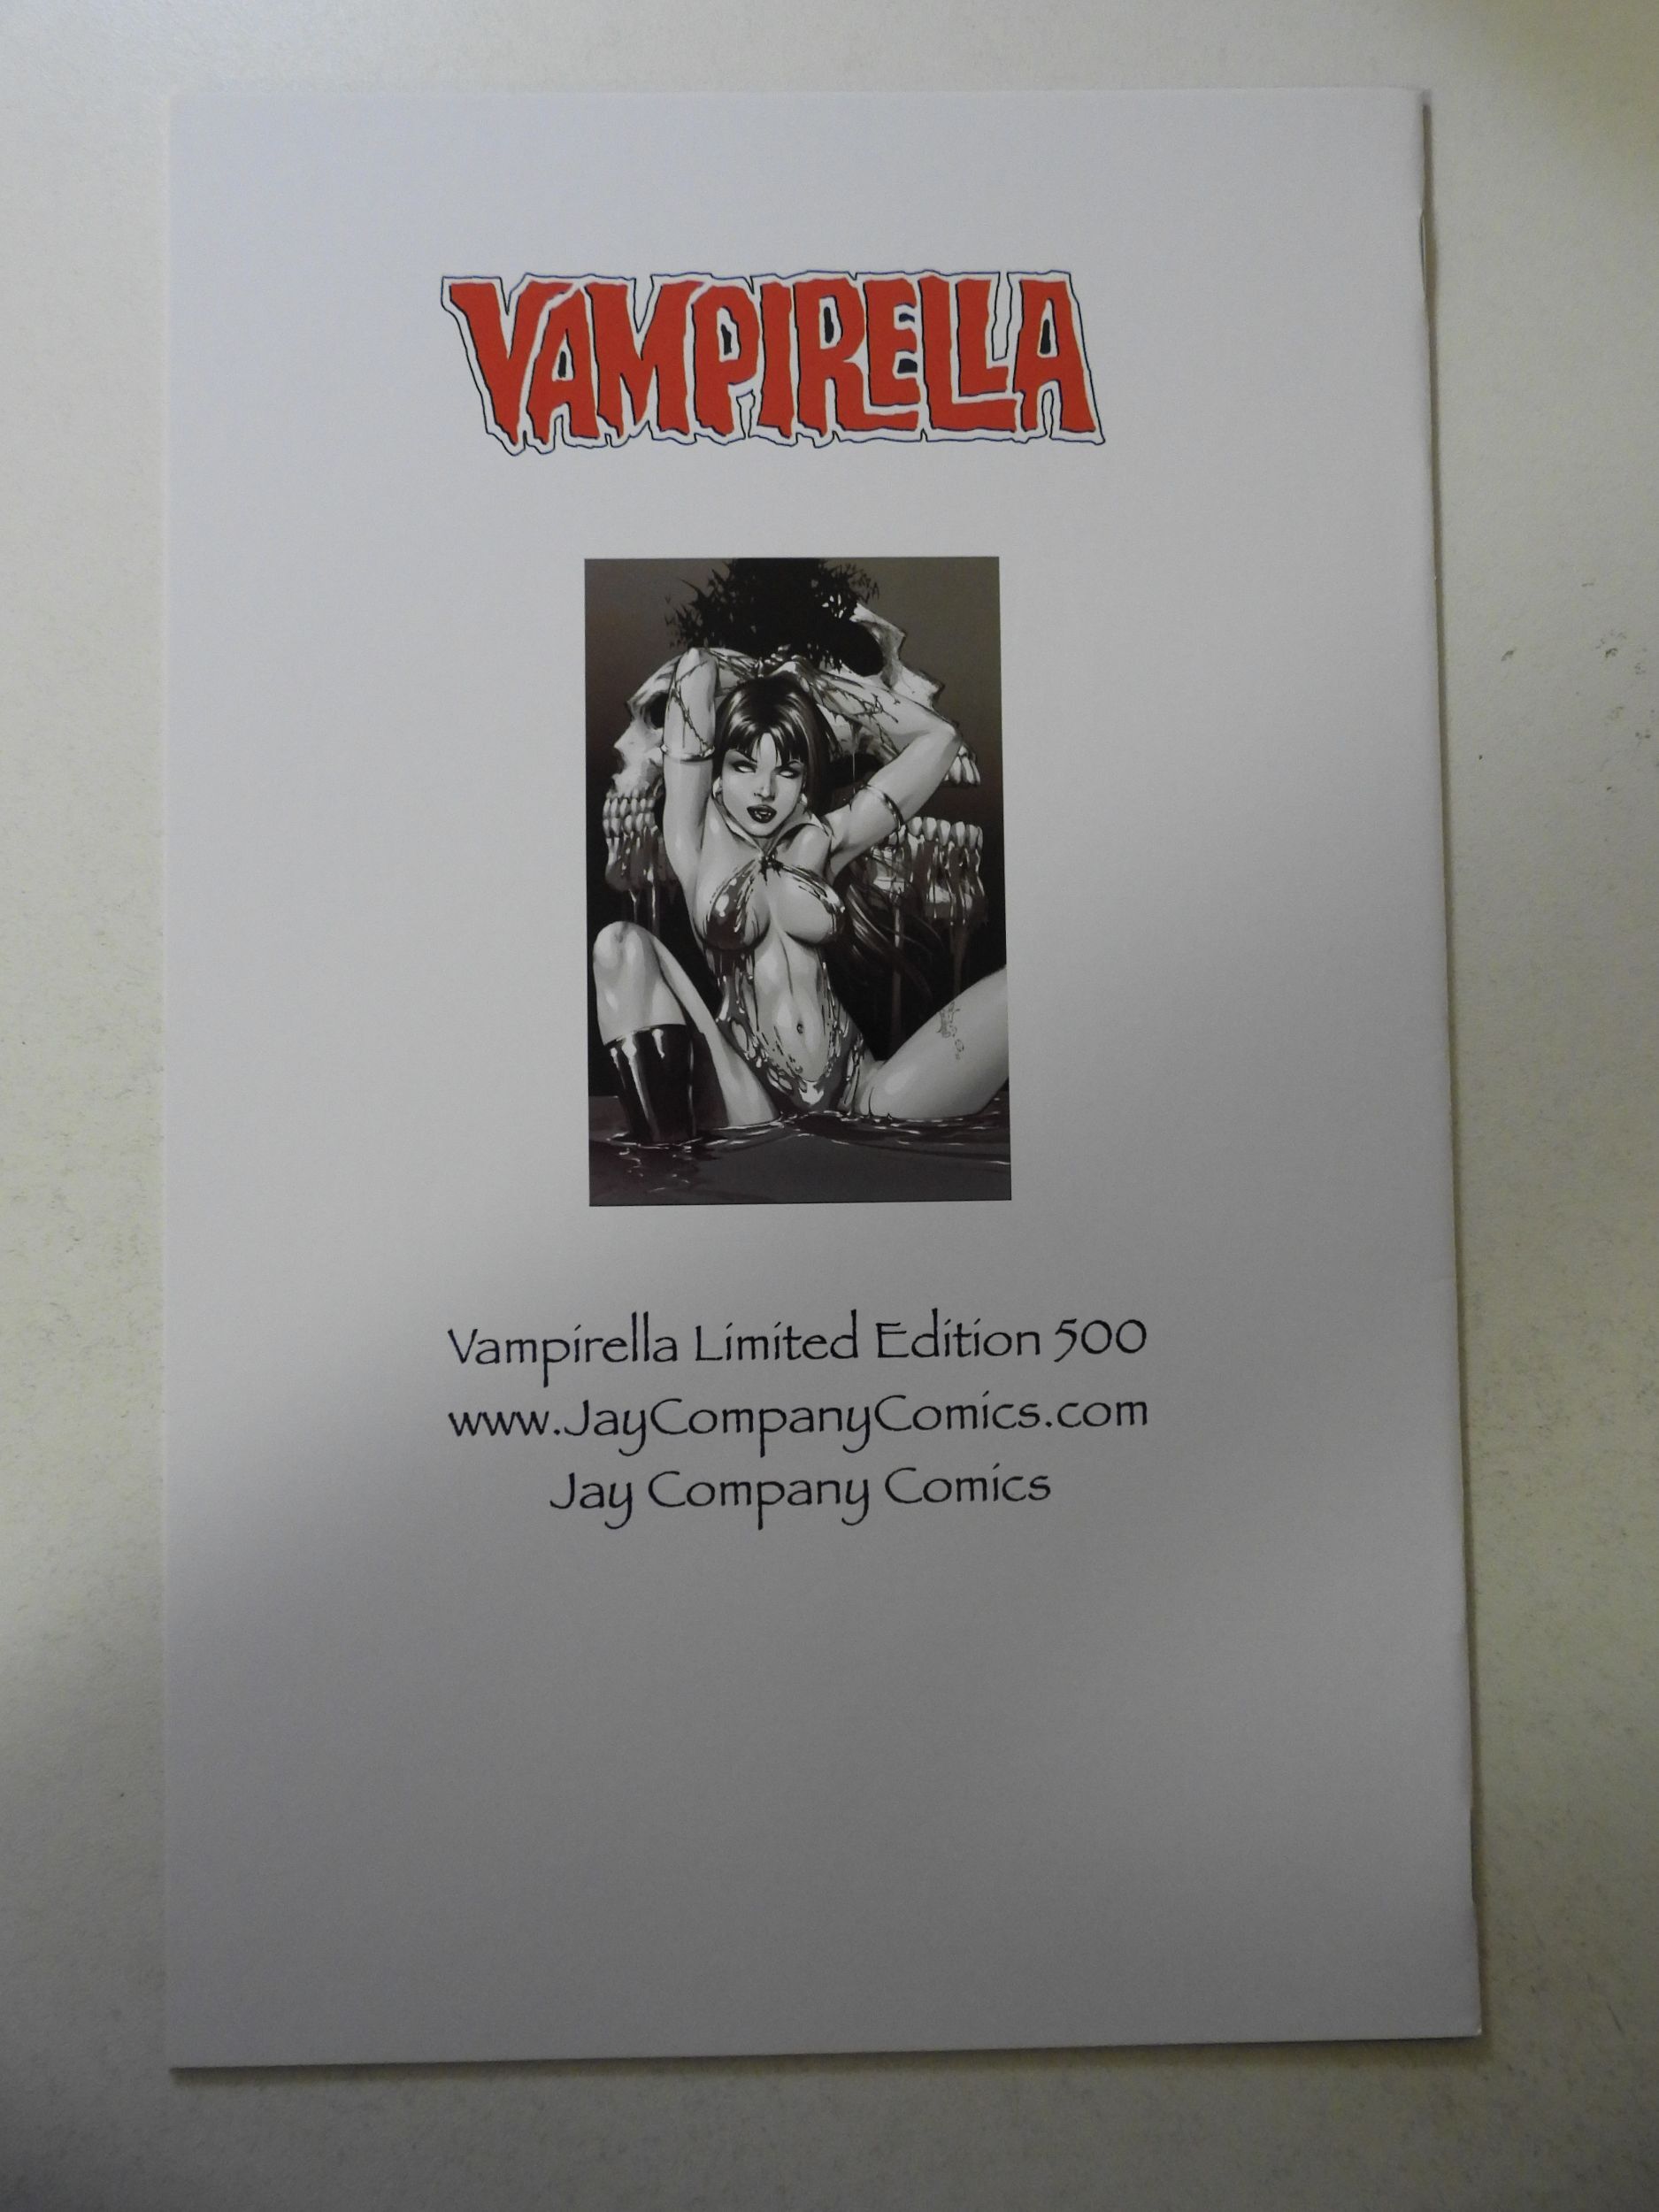 VAMPIRELLA
Vampirella Limited Edition 500
www.JayCompanyComics.com
Jay Company Comics